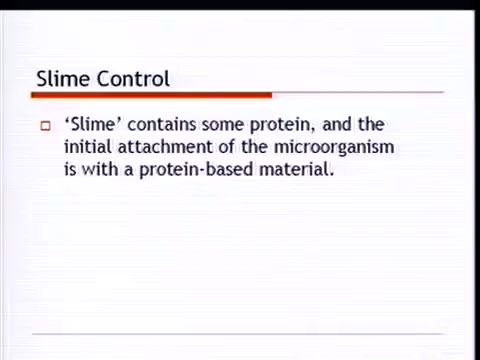 Slime Control
‘Slime’ contains some protein, and the
initial attachment of the microorganism
is with a protein-based material.